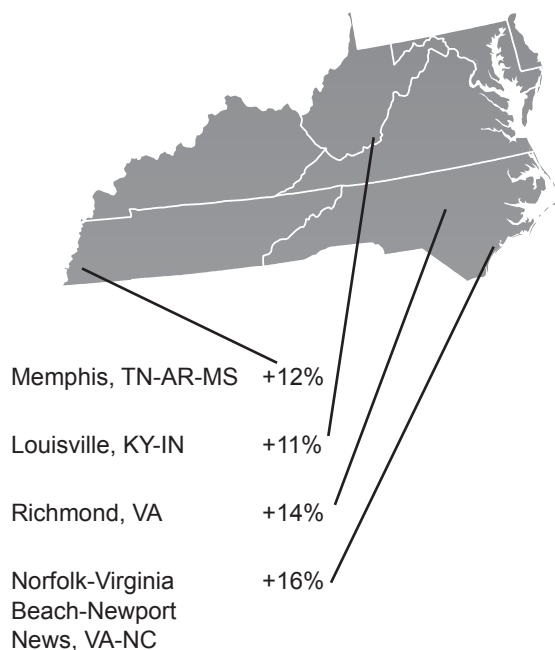 Memphis, TN-AR-MS +12%
Louisville, KY-IN +11%
Richmond, VA +14%
Norfolk-Virginia +16%
Beach-Newport
News, VA-NC